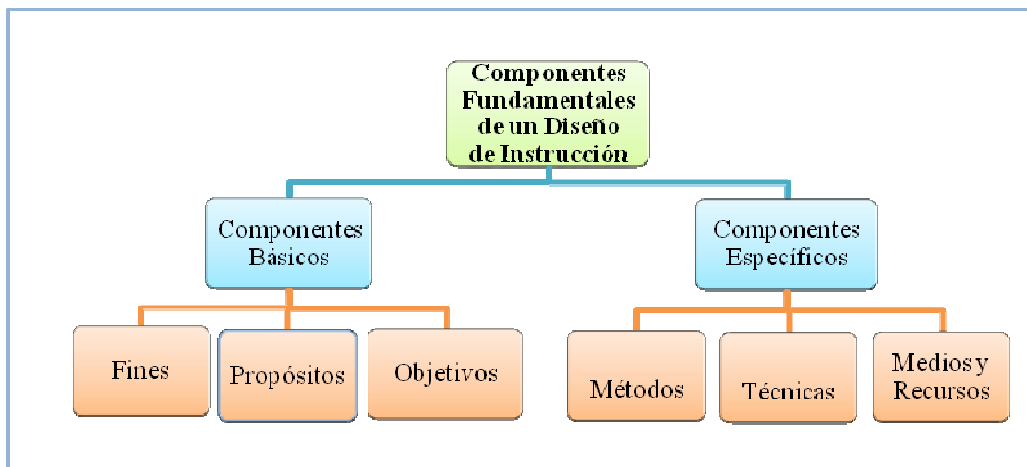 Componentes
Fundamentales
de un Diseño
de Instrucción
Componentes
Básicos
Componentes
Específicos
Fines
Propósitos
Objetivos
Métodos
Técnicas
Medios y
Recursos